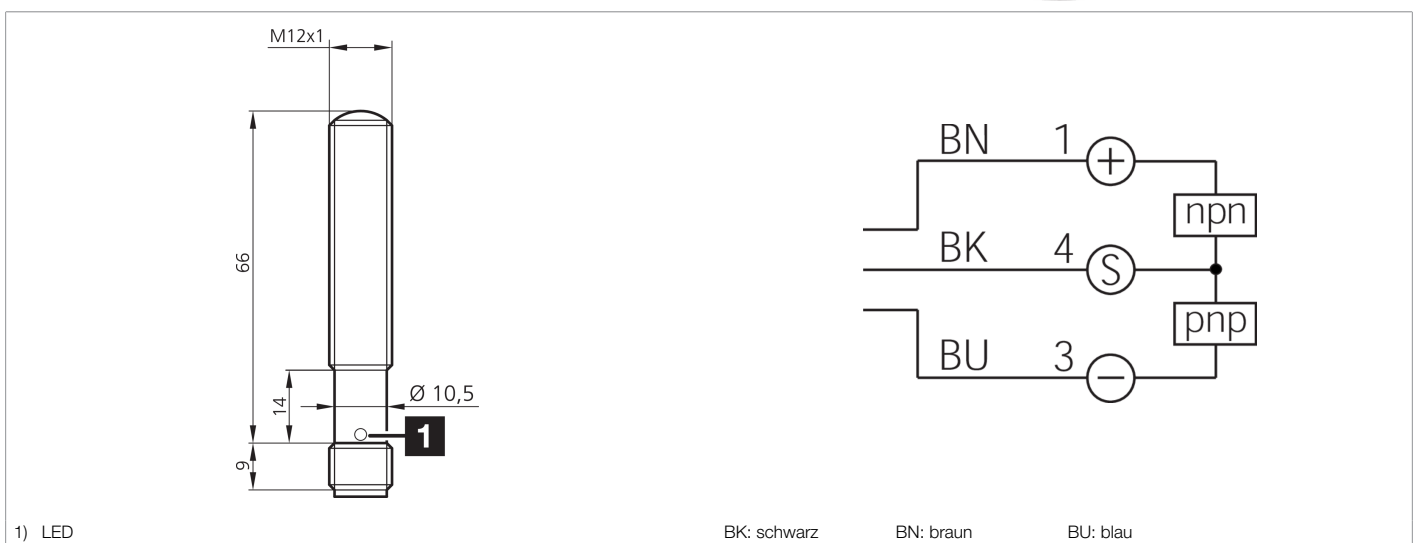 M12x1
66
14
Ø 10,5
1
9
BN 1 +
npn
BK 4 S
pnp
BU 3 −
1) LED
BK: schwarz BN: braun BU: blau